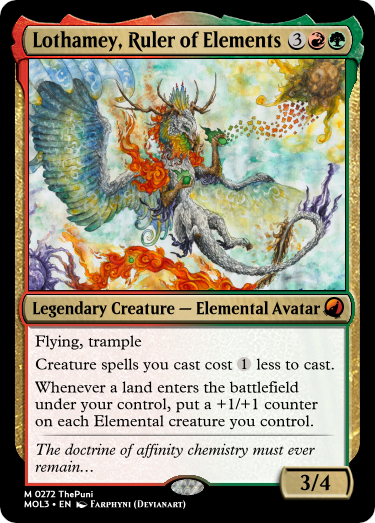 Lothamey, Ruler of Elements 3
Legendary Creature — Elemental Avatar
Flying, trample
Creature spells you cast cost 1 less to cast.
Whenever a land enters the battlefield
under your control, put a +1/+1 counter
on each Elemental creature you control.
The doctrine of affinity chemistry must ever
remain…
3/4
M 0272 ThePuni
MOL3 • EN Farphyni (Devianart)